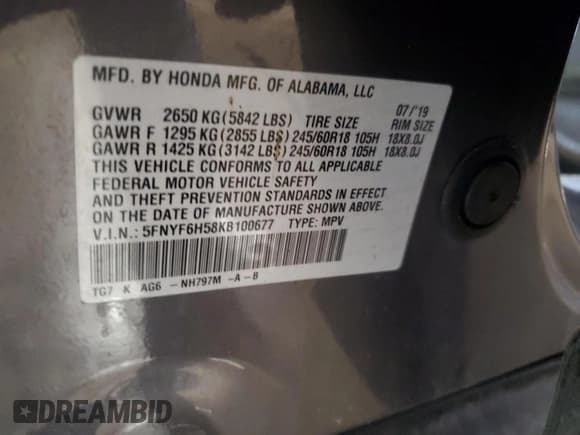 MFD. BY HONDA MFG. OF ALABAMA, LLC
07/'19
GVWR 2650 KG(5842 LBS) TIRE SIZE RIM SIZE
GAWR F 1295 KG(2855 LBS)245/60R18 105H 18X8.0J
GAWR R 1425 KG(3142 LBS)245/60R18 105H 18X8.0J
THIS VEHICLE CONFORMS TO ALL APPLICABLE
FEDERAL MOTOR VEHICLE SAFETY
AND THEFT PREVENTION STANDARDS IN EFFECT
ON THE DATE OF MANUFACTURE SHOWN ABOVE.
V.I.N.: 5FNYF6H58KB100677 TYPE: MPV
TG7 K AG6 -NH797M -A-B
DREAMBID